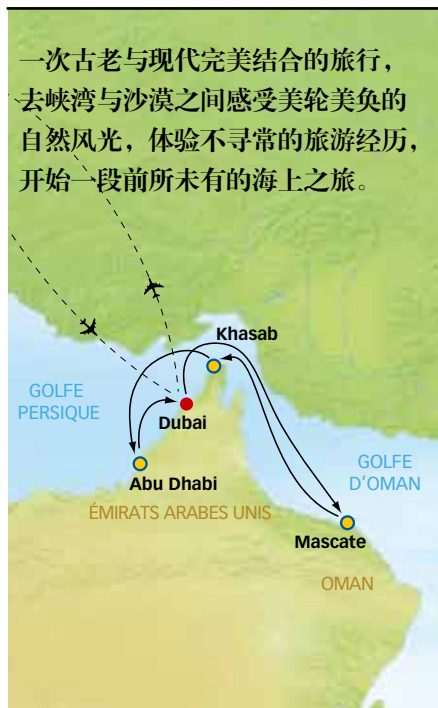 一次古老与现代完美结合的旅行，
去峡湾与沙漠之间感受美轮美奂的
自然风光，体验不寻常的旅游经历，
开始一段前所未有的海上之旅。
Khasab
GOLFE
PERSIQUE
Dubai
Abu Dhabi
GOLFE
D'OMAN
ÉMIRATS ARABES UNIS
Mascate
OMAN